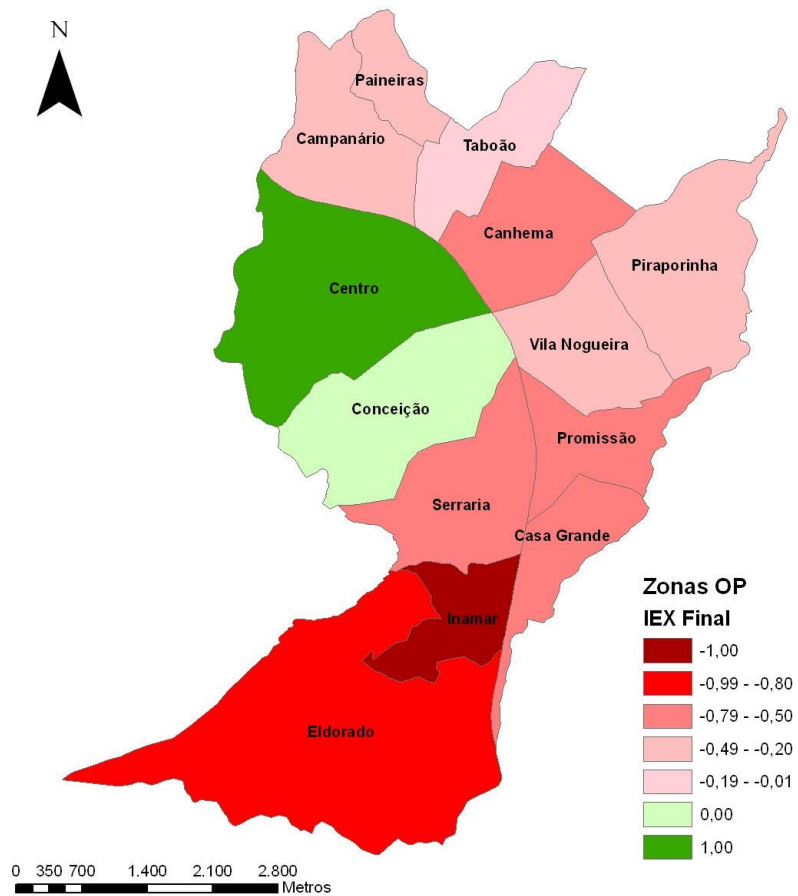 N
Paineiras
Campanário
Taboão
Canhema
Piraporinha
Centro
Vila Nogueira
Conceição
Promissão
Serraria
Casa Grande
Inamar
Eldorado
Zonas OP
IEX Final
-1,00
-0,99 - -0,80
-0,79 - -0,50
-0,49 - -0,20
-0,19 - -0,01
0,00
1,00
0 350 700 1.400 2.100 2.800
Metros